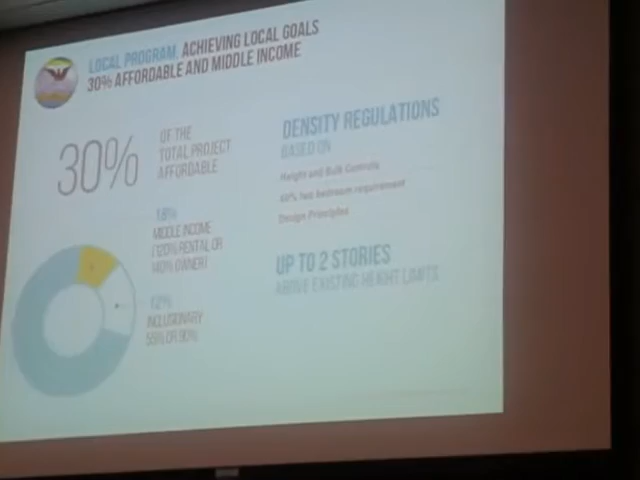 LOCAL PROGRAM: ACHIEVING LOCAL GOALS
30% AFFORDABLE AND MIDDLE INCOME
30%
OF THE
TOTAL PROJECT
AFFORDABLE
18%
MIDDLE INCOME
(120% RENTAL OR
140% OWNER)
12%
INCLUSIONARY
55% OR 90%
DENSITY REGULATIONS
BASED ON
Height and Bulk Controls
40% two bedroom requirement
Design Principles
UP TO 2 STORIES
ABOVE EXISTING HEIGHT LIMITS